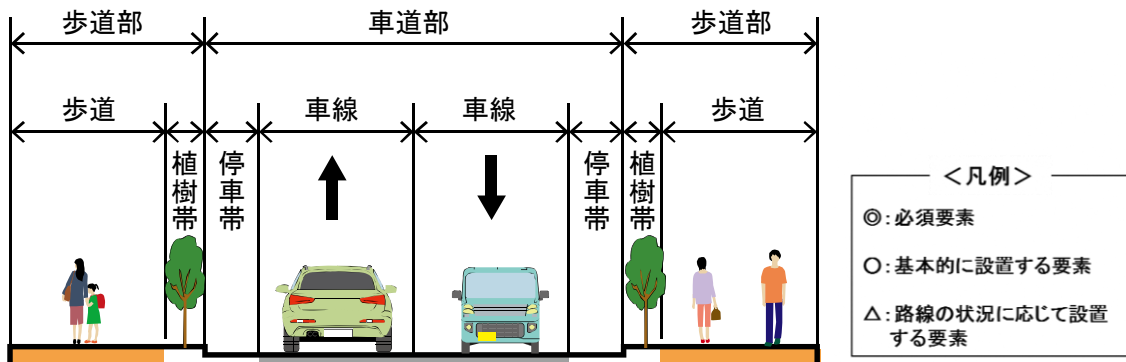 歩道部
車道部
歩道部
歩道
車線
車線
歩道
植樹帯
停車帯
停車帯
植樹帯
＜凡例＞
◎:必須要素
○:基本的に設置する要素
△:路線の状況に応じて設置
する要素